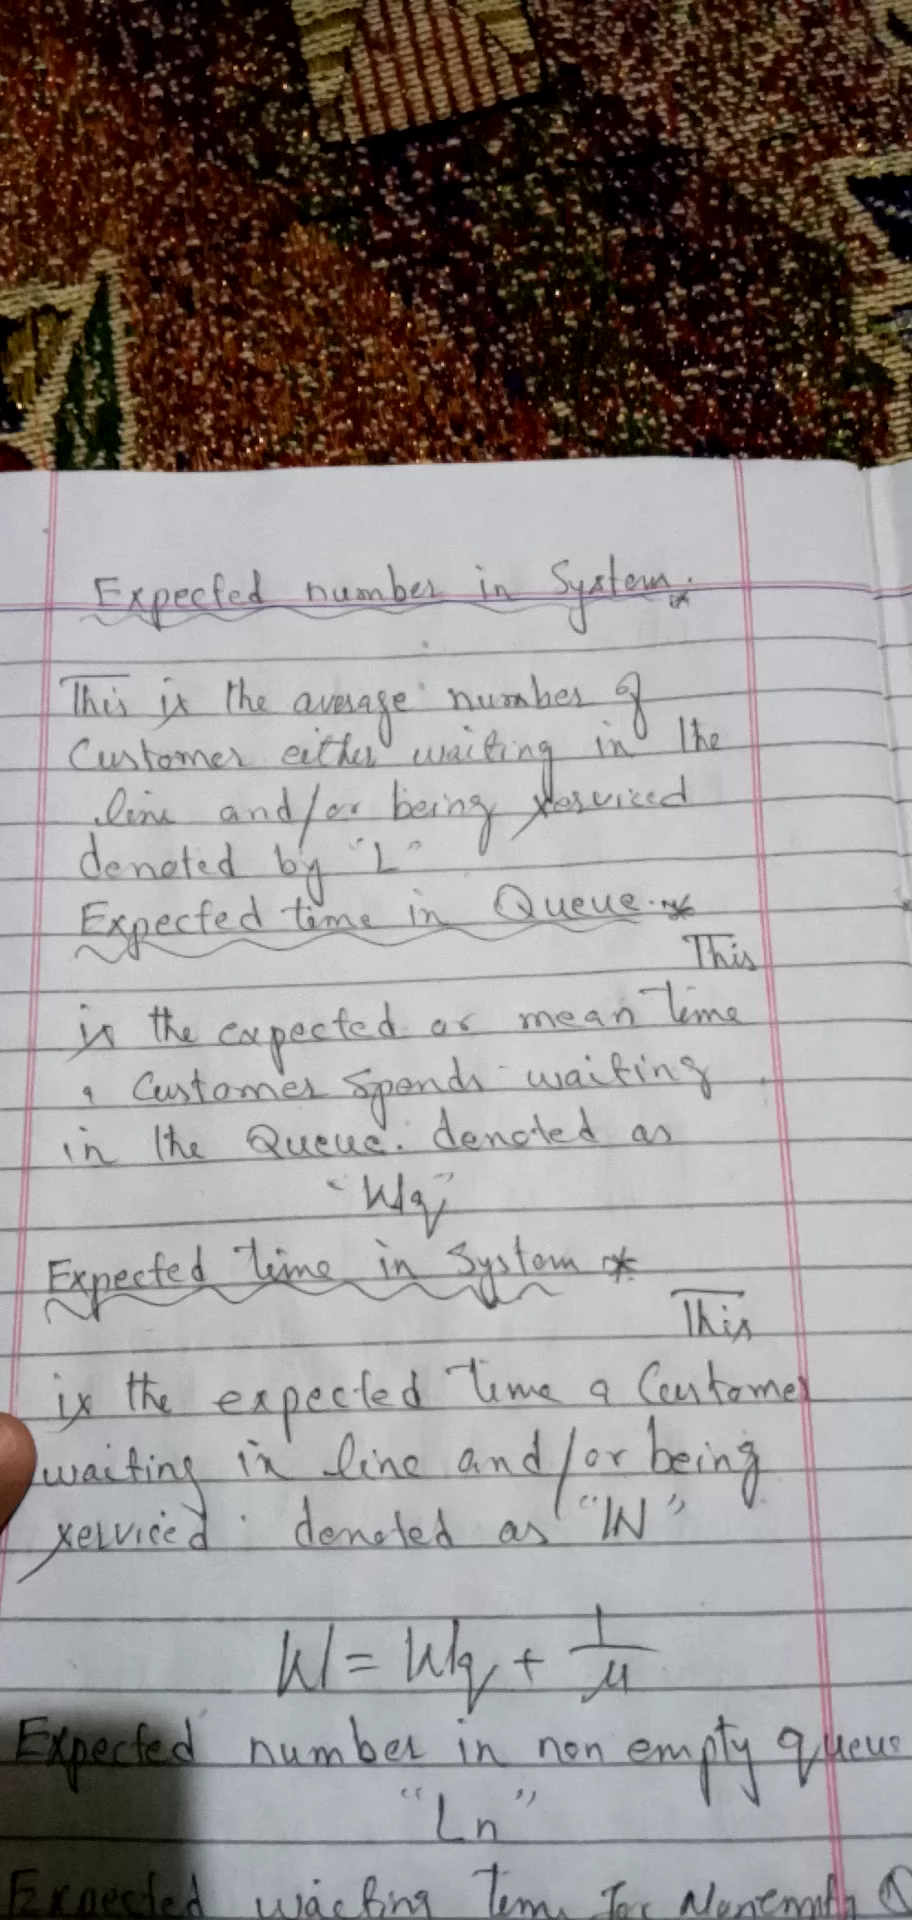 Expected number in System.
This is the average number of
Customer either waiting in the
line and/or being serviced
denoted by "L"
Expected time in Queue.
This
is the expected or mean time
a Customer spends waiting
in the Queue. denoted as
"Wq"
Expected time in System
This
is the expected time a Customer
waiting in line and/or being
serviced. denoted as "W"
W = Wq + 1/μ
Expected number in non empty queue
"Ln"
Expected waiting for Nonempty Q